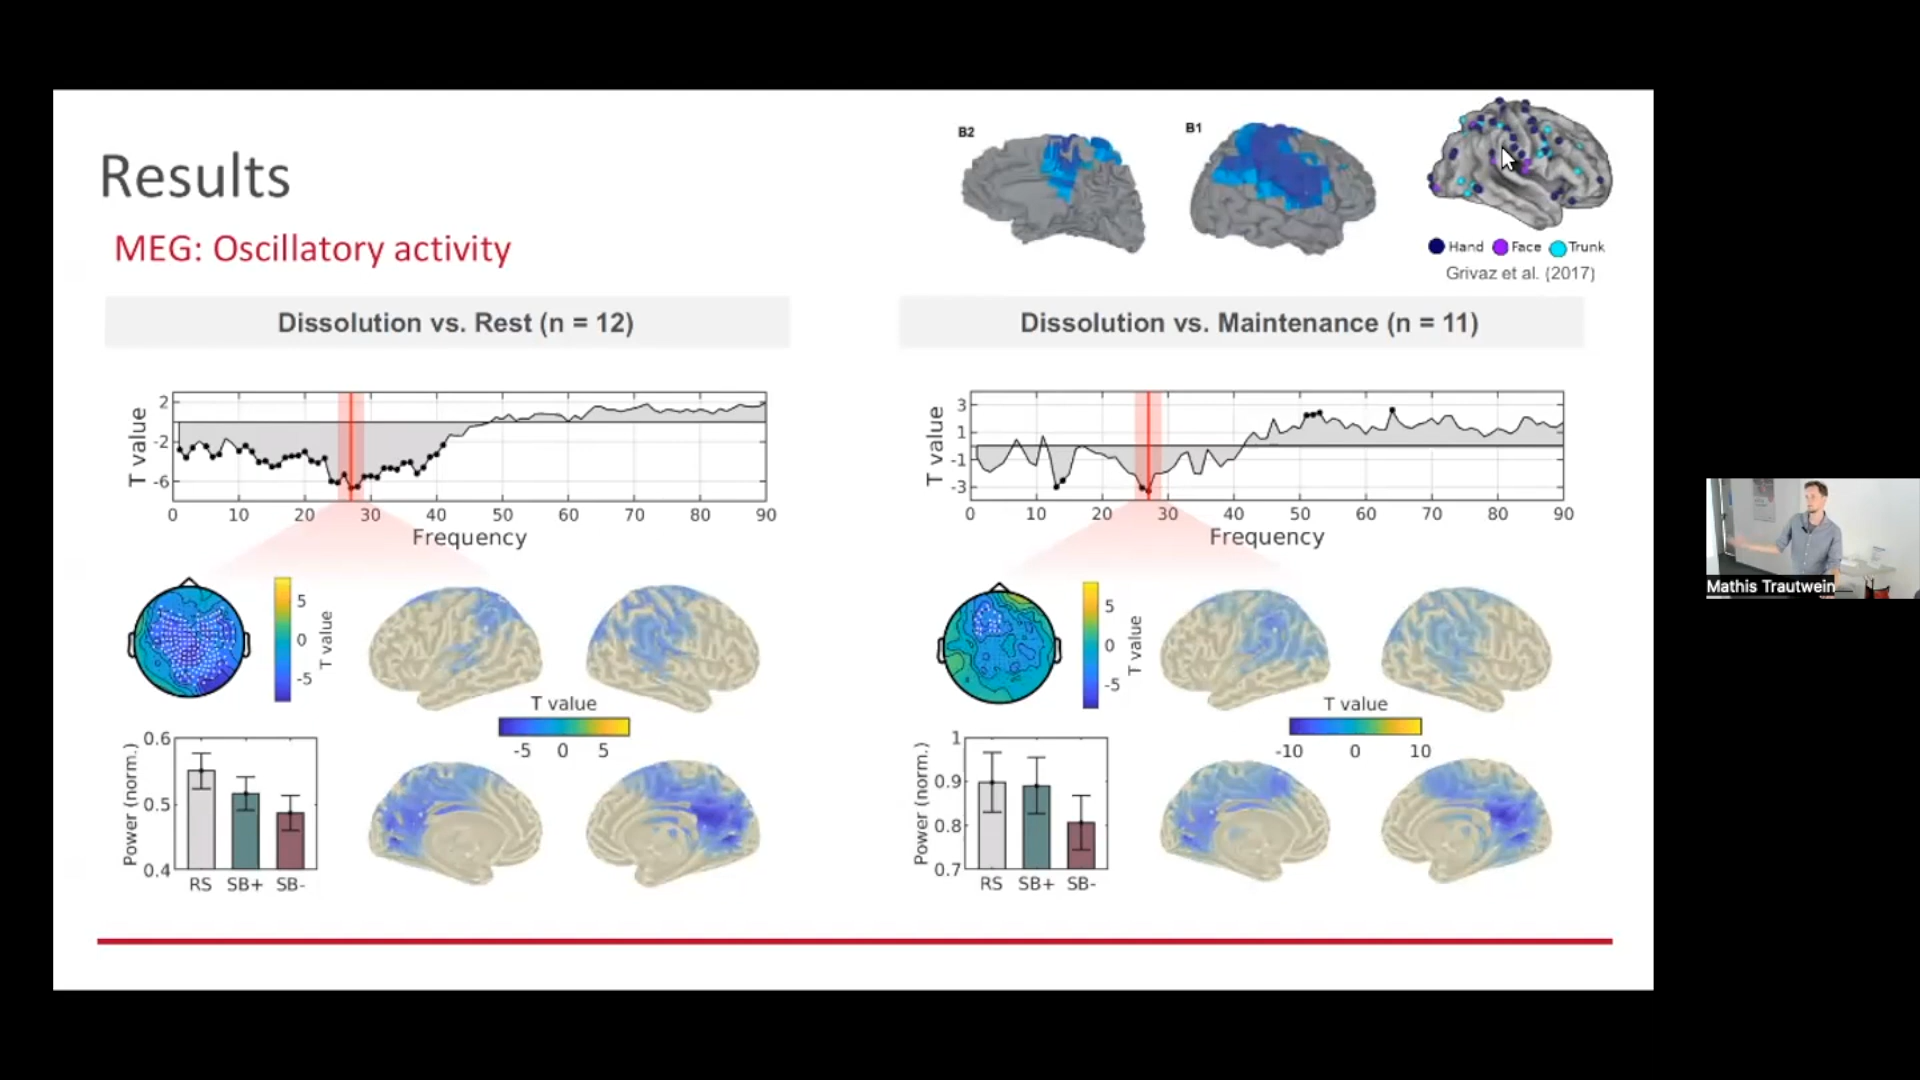 Results
MEG: Oscillatory activity
B2
B1
Hand Face Trunk
Grivaz et al. (2017)
Dissolution vs. Rest (n = 12)
T value
2
-2
-6
0 10 20 30 40 50 60 70 80 90
Frequency
5
0
-5
T value
T value
-5 0 5
Power (norm.)
0.6
0.5
0.4
RS SB+ SB-
Dissolution vs. Maintenance (n = 11)
T value
3
1
-1
-3
0 10 20 30 40 50 60 70 80 90
Frequency
5
0
-5
T value
T value
-10 0 10
Power (norm.)
1
0.9
0.8
0.7
RS SB+ SB-
Mathis Trautwein